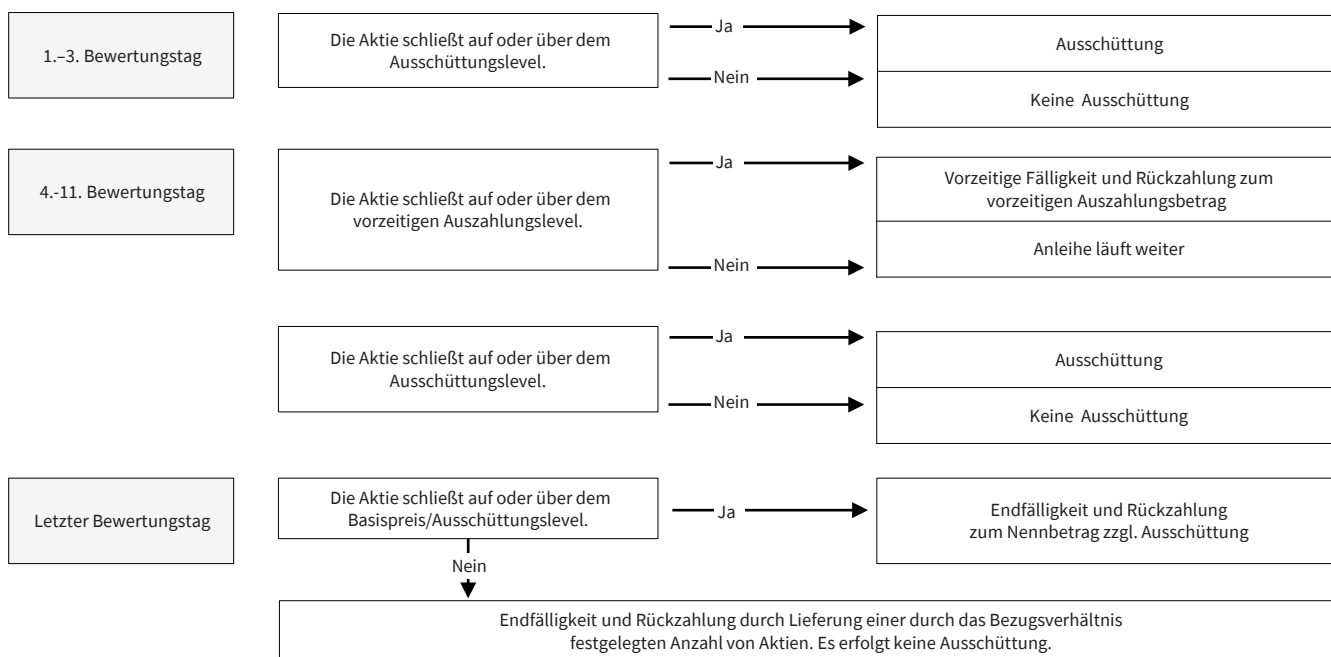 1.–3. Bewertungstag
Die Aktie schließt auf oder über dem
Ausschüttungslevel.
Ja
Ausschüttung
Nein
Keine Ausschüttung
4.-11. Bewertungstag
Die Aktie schließt auf oder über dem
vorzeitigen Auszahlungslevel.
Ja
Vorzeitige Fälligkeit und Rückzahlung zum
vorzeitigen Auszahlungsbetrag
Nein
Anleihe läuft weiter
Die Aktie schließt auf oder über dem
Ausschüttungslevel.
Ja
Ausschüttung
Nein
Keine Ausschüttung
Letzter Bewertungstag
Die Aktie schließt auf oder über dem
Basispreis/Ausschüttungslevel.
Ja
Endfälligkeit und Rückzahlung
zum Nennbetrag zzgl. Ausschüttung
Nein
Endfälligkeit und Rückzahlung durch Lieferung einer durch das Bezugsverhältnis
festgelegten Anzahl von Aktien. Es erfolgt keine Ausschüttung.